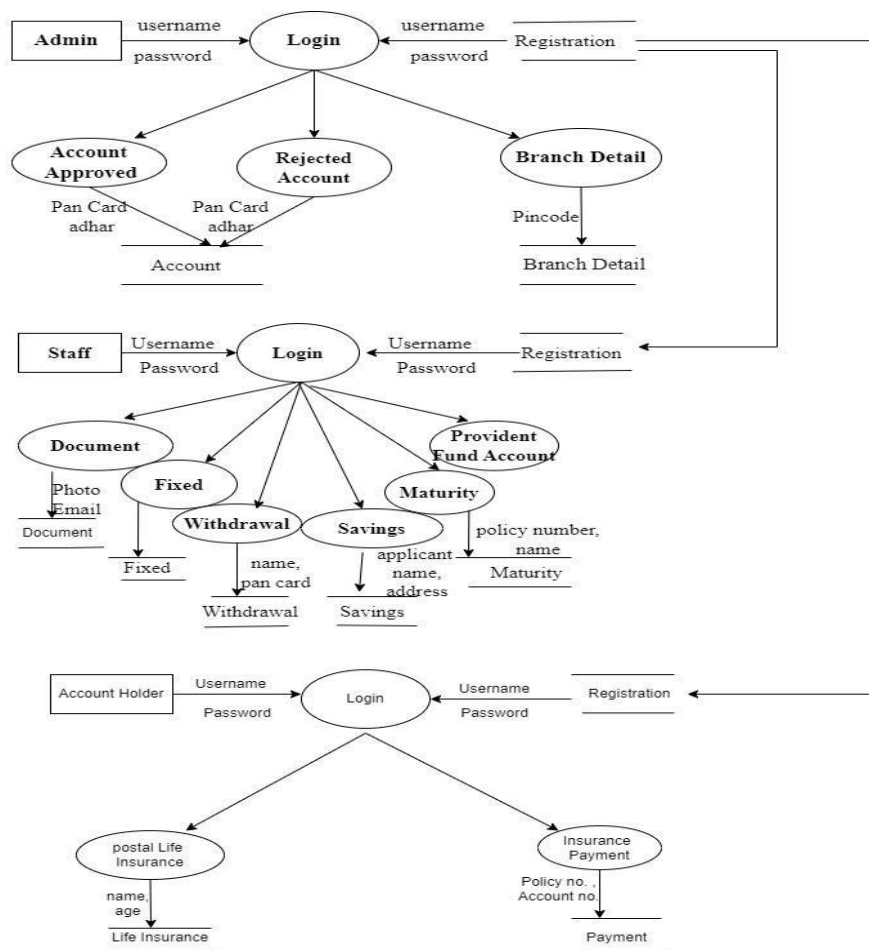 Admin
username
password
Login
username
password
Registration
Account
Approved
Rejected
Account
Branch Detail
Pan Card
adhar
Pan Card
adhar
Pincode
Account
Branch Detail
Staff
Username
Password
Login
Username
Password
Registration
Document
Fixed
Withdrawal
Savings
Maturity
Provident
Fund Account
Photo
Email
Document
Fixed
name,
pan card
Withdrawal
applicant
name,
address
Savings
policy number,
name
Maturity
Account Holder
Username
Password
Login
Username
Password
Registration
postal Life
Insurance
Insurance
Payment
name,
age
Life Insurance
Policy no. ,
Account no.
Payment